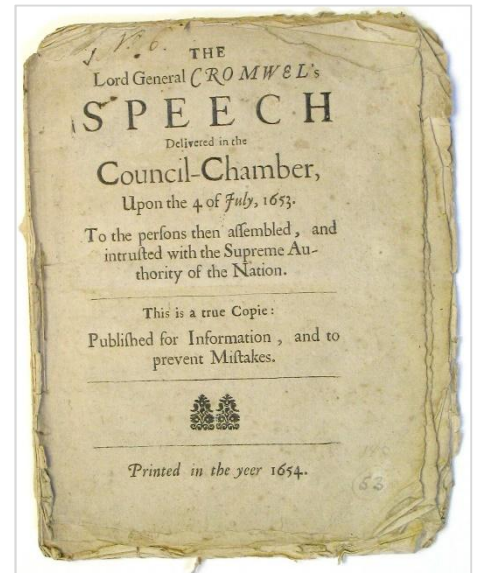 THE
Lord General CROMWEL's
SPEECH
Delivered in the
Council-Chamber,
Upon the 4 of July, 1653.
To the perſons then aſſembled, and
intruſted with the Supreme Au-
thority of the Nation.
This is a true Copie:
Publiſhed for Information, and to
prevent Miſtakes.
Printed in the yeer 1654.
53